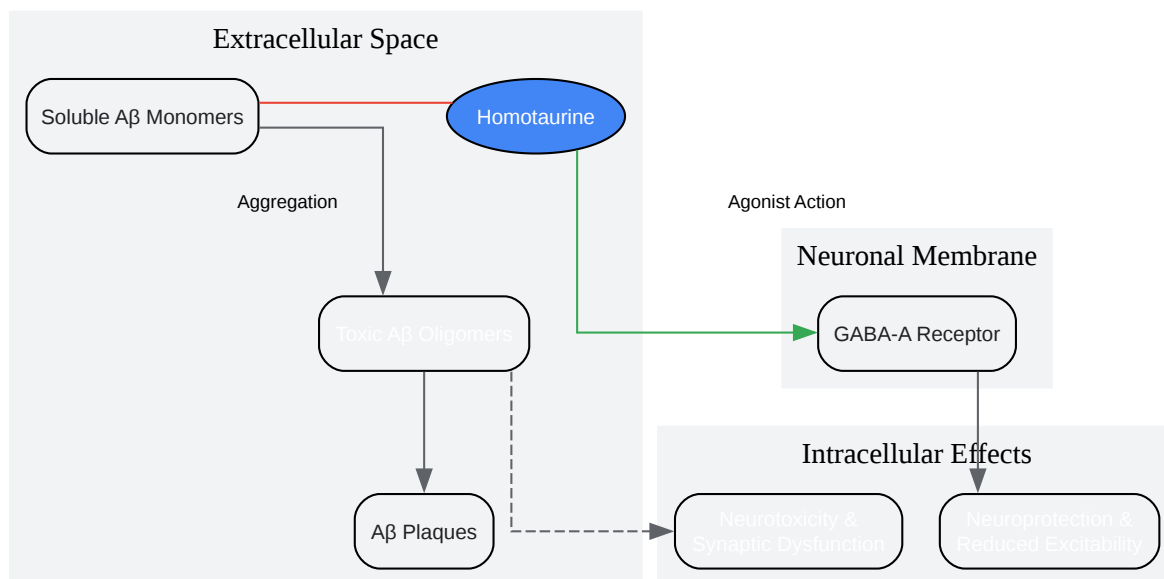 Extracellular Space
Soluble Aβ Monomers
Homotaurine
Aggregation
Agonist Action
Neuronal Membrane
Toxic Aβ Oligomers
GABA-A Receptor
Intracellular Effects
Aβ Plaques
Neurotoxicity &
Synaptic Dysfunction
Neuroprotection &
Reduced Excitability